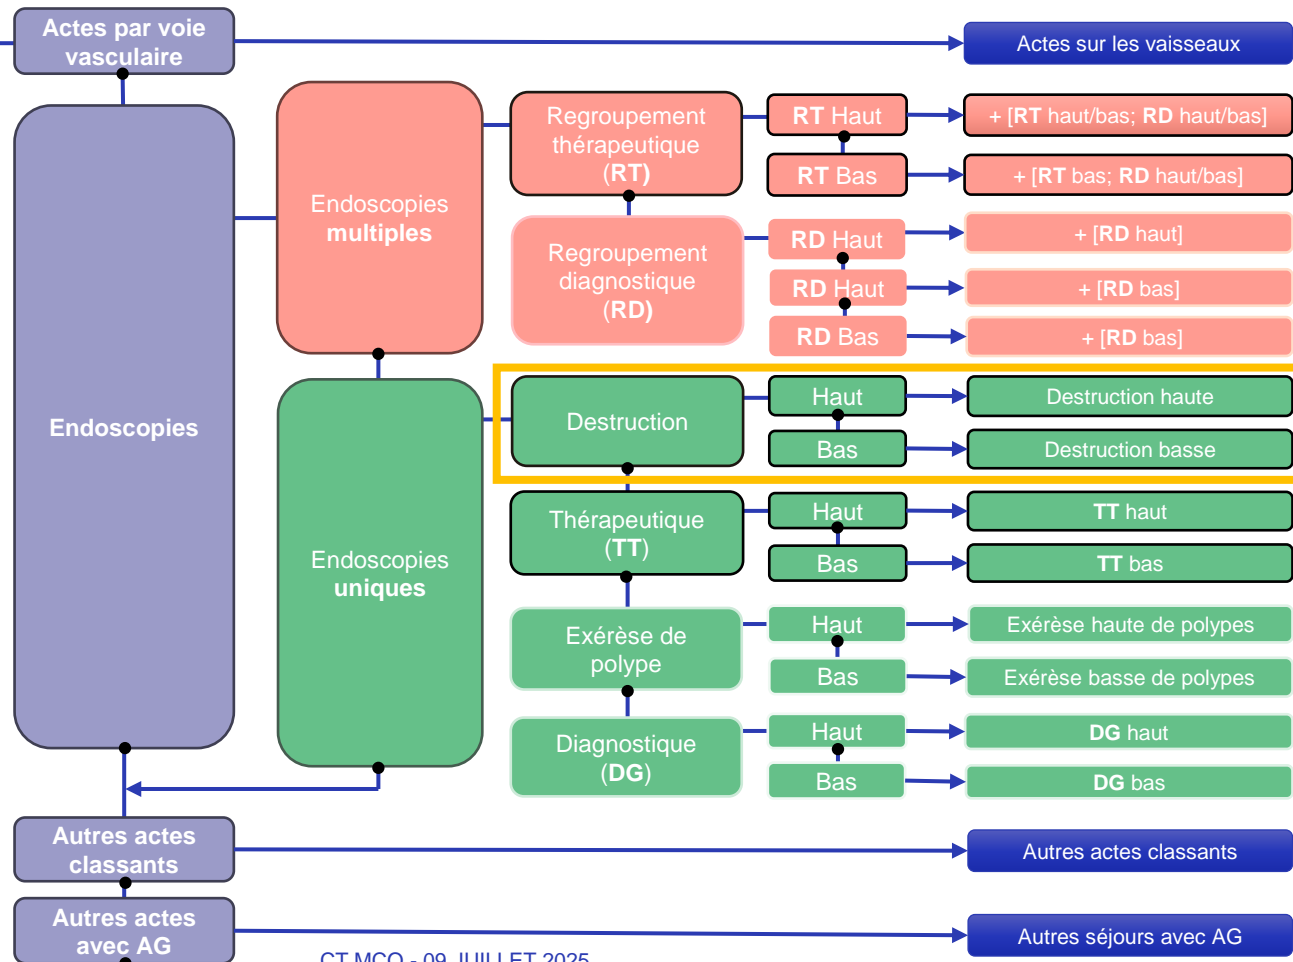 Actes par voie
vasculaire
Actes sur les vaisseaux
Endoscopies
Endoscopies
multiples
Regroupement
thérapeutique
(RT)
RT Haut
+ [RT haut/bas; RD haut/bas]
RT Bas
+ [RT bas; RD haut/bas]
Regroupement
diagnostique
(RD)
RD Haut
+ [RD haut]
RD Haut
+ [RD bas]
RD Bas
+ [RD bas]
Endoscopies
uniques
Destruction
Haut
Destruction haute
Bas
Destruction basse
Thérapeutique
(TT)
Haut
TT haut
Bas
TT bas
Exérèse de
polype
Haut
Exérèse haute de polypes
Bas
Exérèse basse de polypes
Diagnostique
(DG)
Haut
DG haut
Bas
DG bas
Autres actes
classants
Autres actes classants
Autres actes
avec AG
Autres séjours avec AG
CT MCO - 09 JUILLET 2025